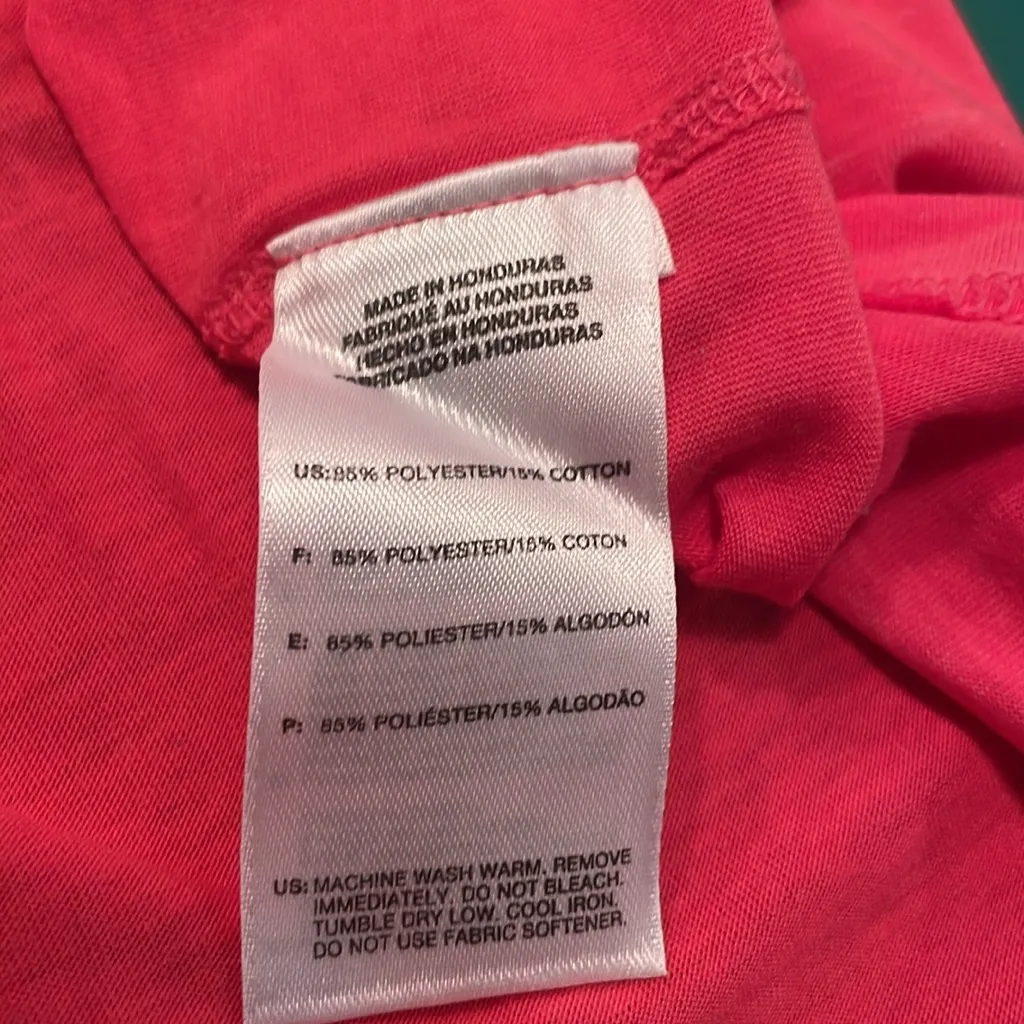 MADE IN HONDURAS
FABRIQUÉ AU HONDURAS
HECHO EN HONDURAS
FABRICADO NA HONDURAS
US: 85% POLYESTER/15% COTTON
F: 85% POLYESTER/15% COTON
E: 85% POLIESTER/15% ALGODÓN
P: 85% POLIÉSTER/15% ALGODÃO
US: MACHINE WASH WARM. REMOVE
IMMEDIATELY. DO NOT BLEACH.
TUMBLE DRY LOW. COOL IRON.
DO NOT USE FABRIC SOFTENER.